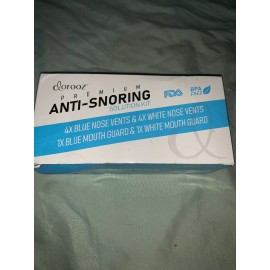 dorooz
PREMIUM
ANTI-SNORING
SOLUTION KIT
FDA
BPA
FREE
4X BLUE NOSE VENTS & 4X WHITE NOSE VENTS
1X BLUE MOUTH GUARD & 1X WHITE MOUTH GUARD